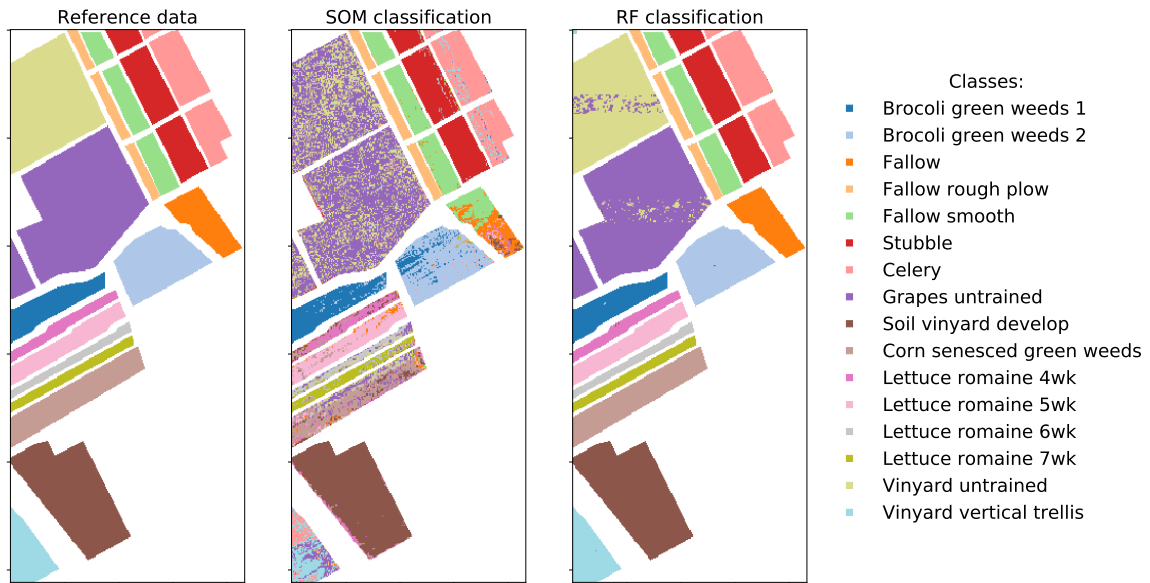 Reference data
SOM classification
RF classification
Classes:
Brocoli green weeds 1
Brocoli green weeds 2
Fallow
Fallow rough plow
Fallow smooth
Stubble
Celery
Grapes untrained
Soil vinyard develop
Corn senesced green weeds
Lettuce romaine 4wk
Lettuce romaine 5wk
Lettuce romaine 6wk
Lettuce romaine 7wk
Vinyard untrained
Vinyard vertical trellis